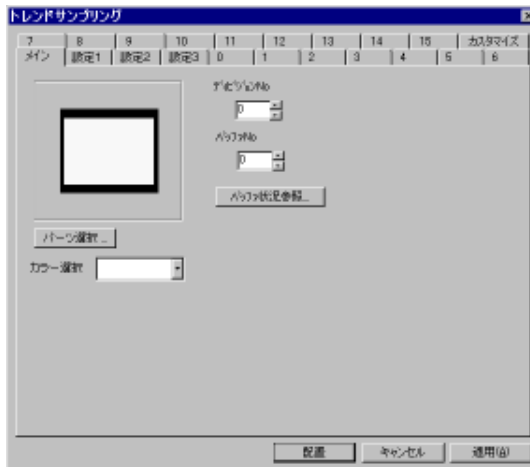 トレンドサンプリング
7 8 9 10 11 12 13 14 15 カスタマイズ
メイン 設定1 設定2 設定3 0 1 2 3 4 5 6
ディビジョンNo
0
バッファNo
0
バッファ状況参照...
パーツ選択...
カラー選択
配置 キャンセル 適用(A)